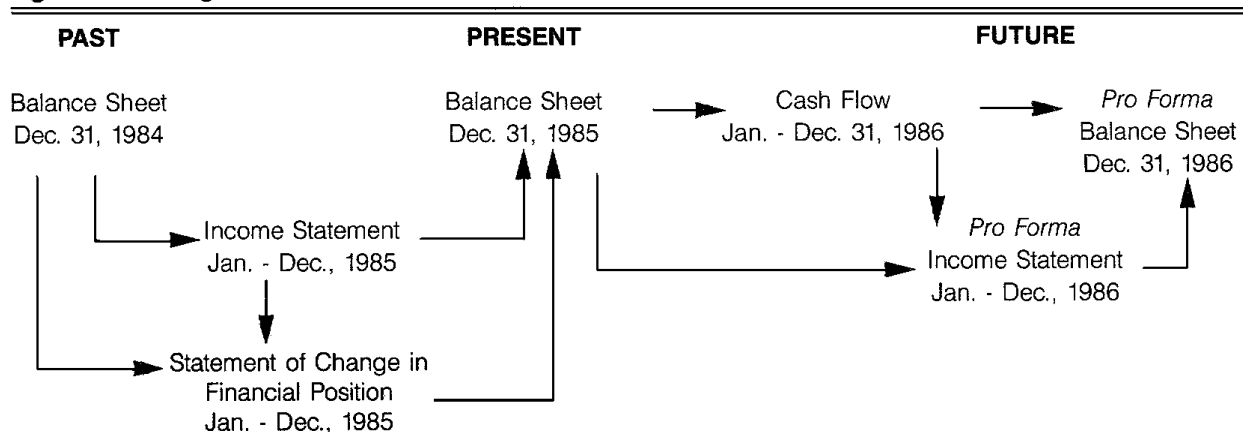 PAST
PRESENT
FUTURE
Balance Sheet
Dec. 31, 1984
Balance Sheet
Dec. 31, 1985
Cash Flow
Jan. - Dec. 31, 1986
Pro Forma
Balance Sheet
Dec. 31, 1986
Income Statement
Jan. - Dec., 1985
Pro Forma
Income Statement
Jan. - Dec., 1986
Statement of Change in
Financial Position
Jan. - Dec., 1985